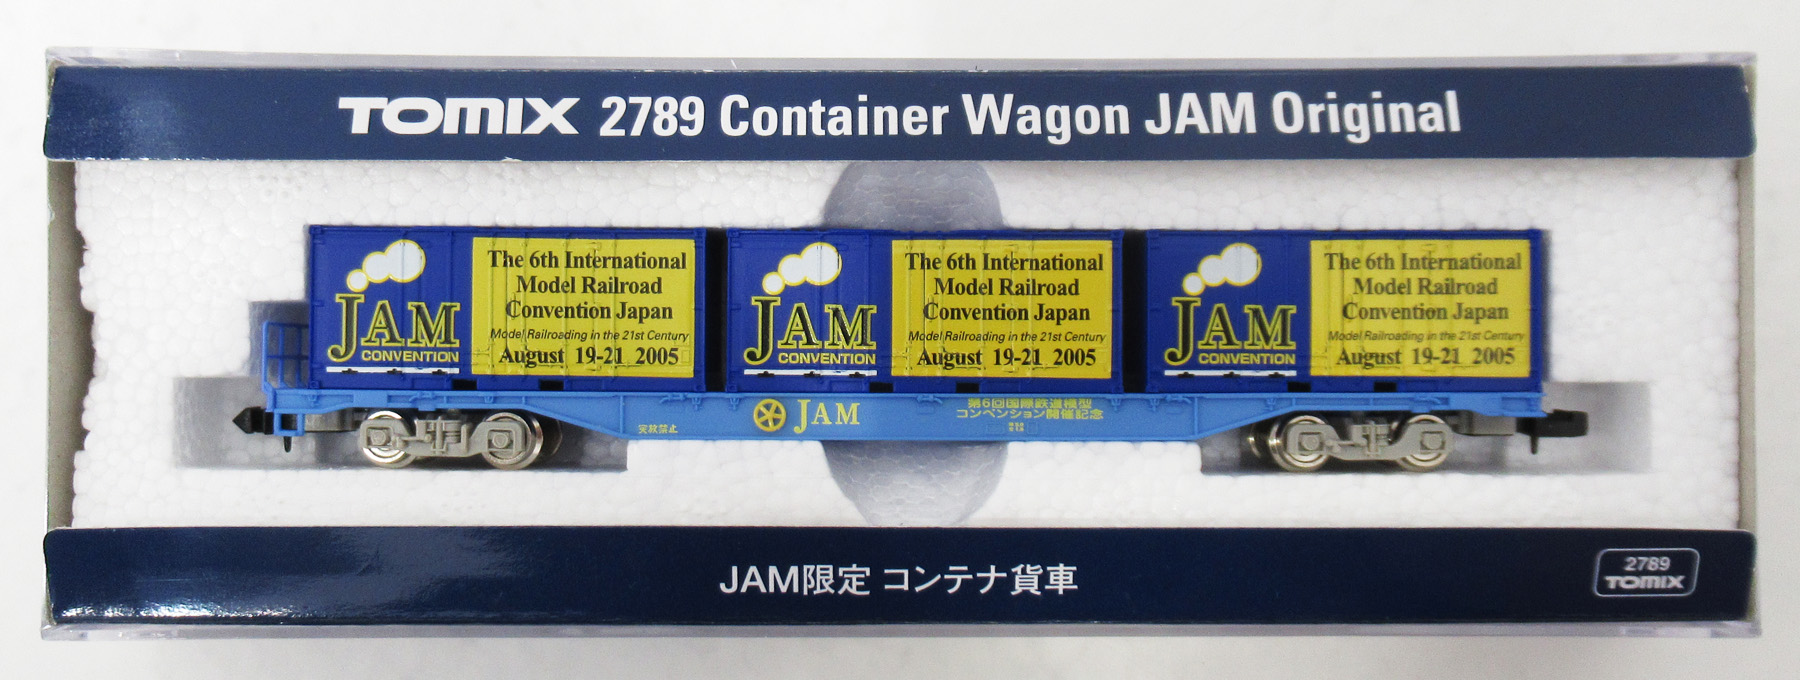 TOMIX 2789 Container Wagon JAM Original
JAM
CONVENTION
The 6th International
Model Railroad
Convention Japan
Model Railroading in the 21st Century
August 19-21 2005
JAM
CONVENTION
The 6th International
Model Railroad
Convention Japan
Model Railroading in the 21st Century
August 19-21 2005
JAM
CONVENTION
The 6th International
Model Railroad
Convention Japan
Model Railroading in the 21st Century
August 19-21 2005
突放禁止
JAM
第6回国際鉄道模型
コンベンション開催記念
JAM限定 コンテナ貨車
2789
TOMIX